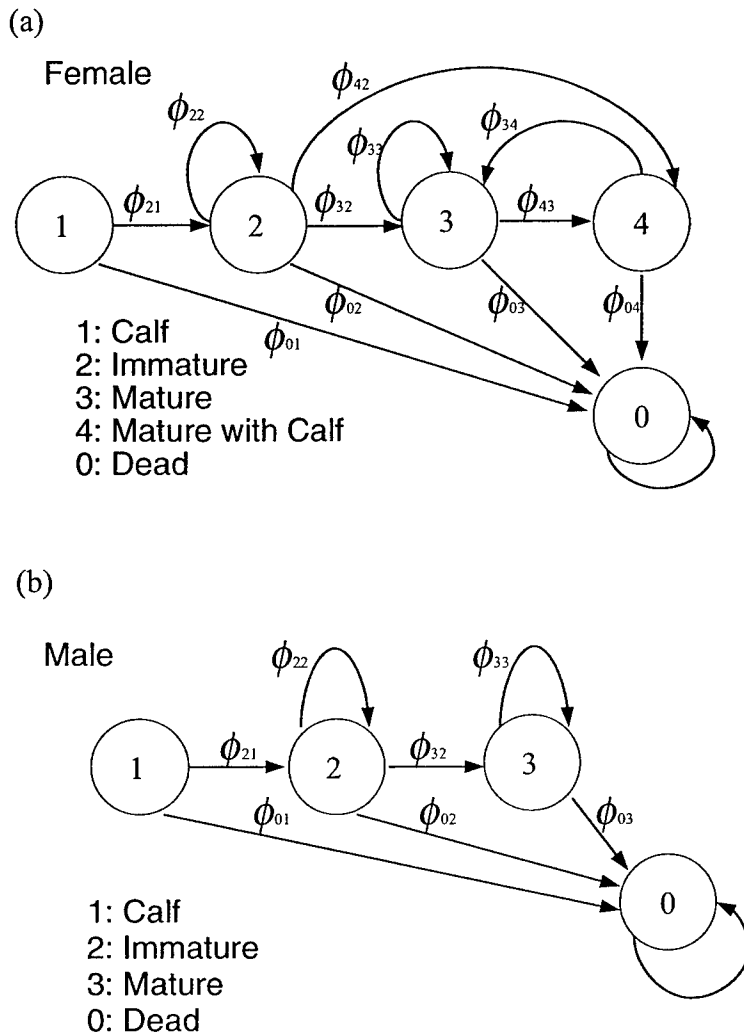 (a)
Female
ϕ42
ϕ22
ϕ33
ϕ34
ϕ21
ϕ32
ϕ43
1
2
3
4
ϕ01
ϕ02
ϕ03
ϕ04
1: Calf
2: Immature
3: Mature
4: Mature with Calf
0: Dead
0
(b)
Male
ϕ22
ϕ33
ϕ21
ϕ32
1
2
3
ϕ01
ϕ02
ϕ03
0
1: Calf
2: Immature
3: Mature
0: Dead